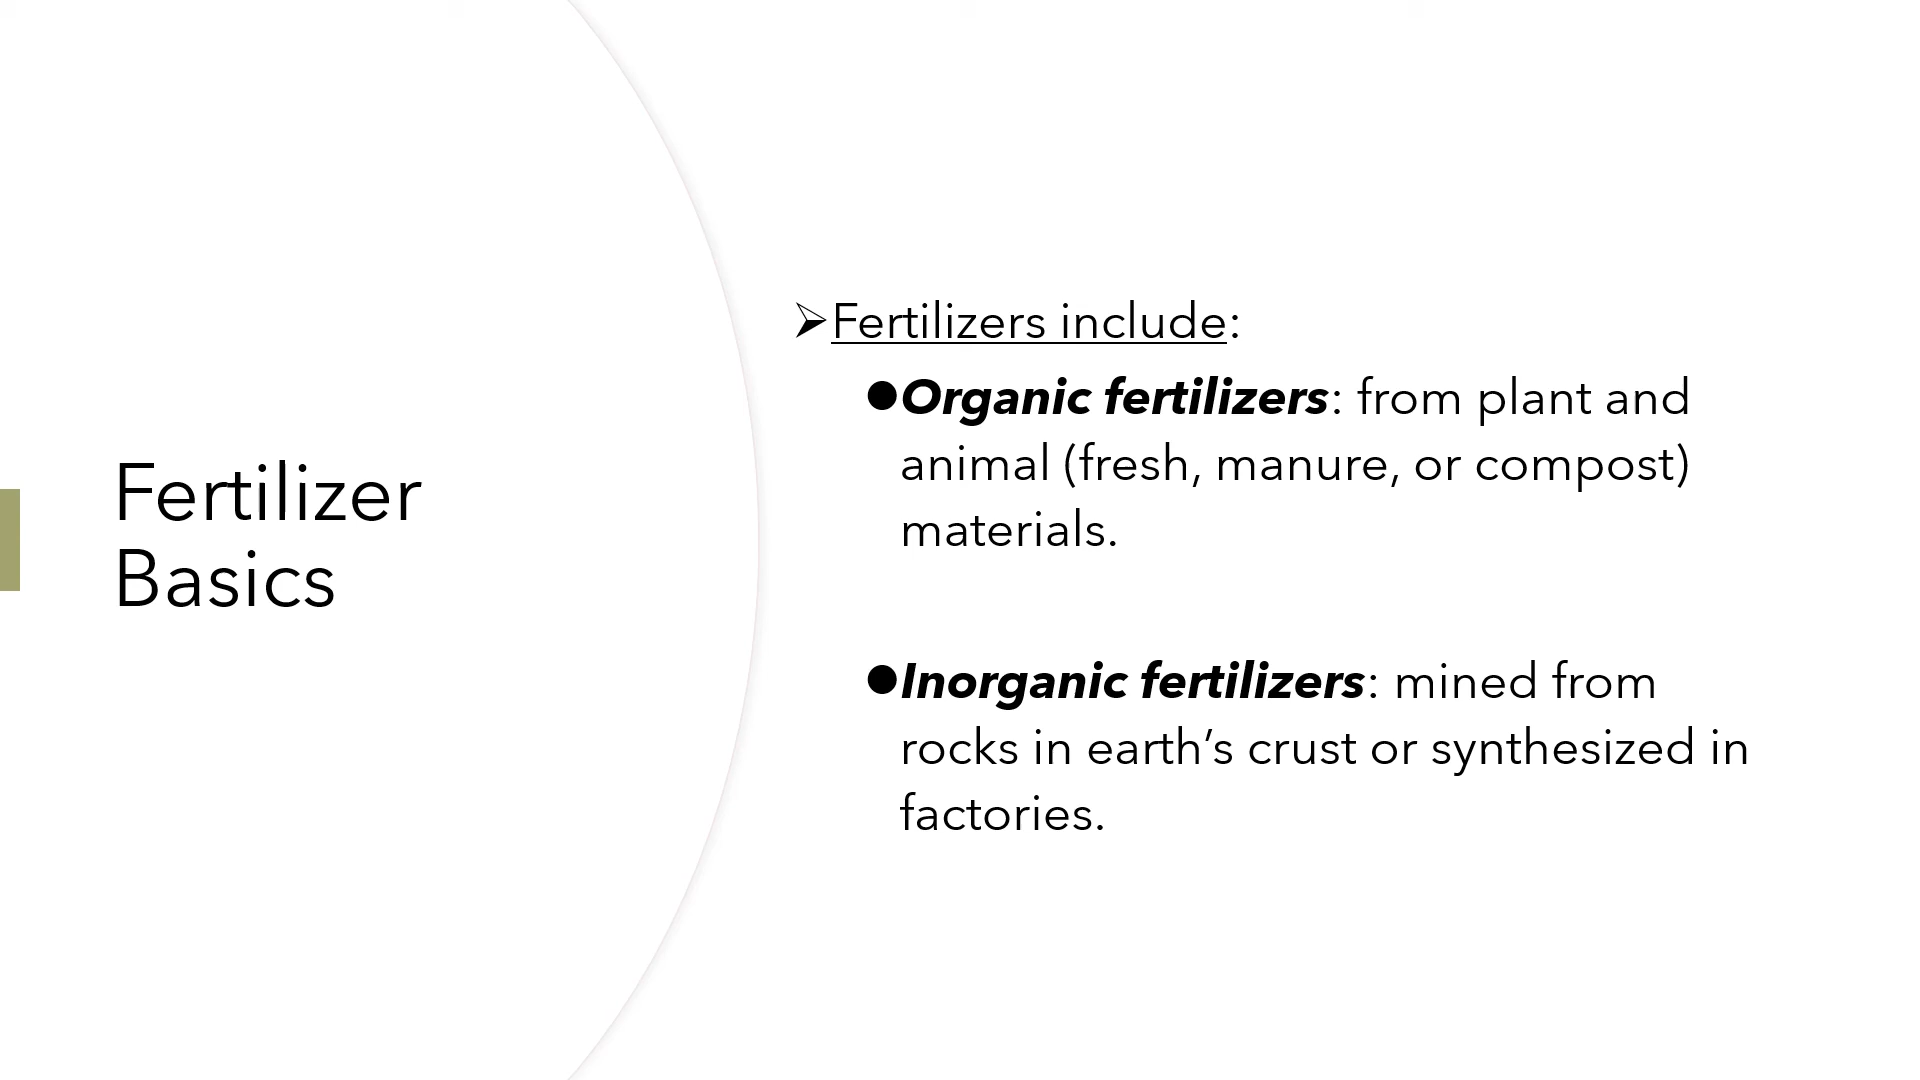 Fertilizer
Basics
➢Fertilizers include:
●Organic fertilizers: from plant and
animal (fresh, manure, or compost)
materials.
●Inorganic fertilizers: mined from
rocks in earth’s crust or synthesized in
factories.